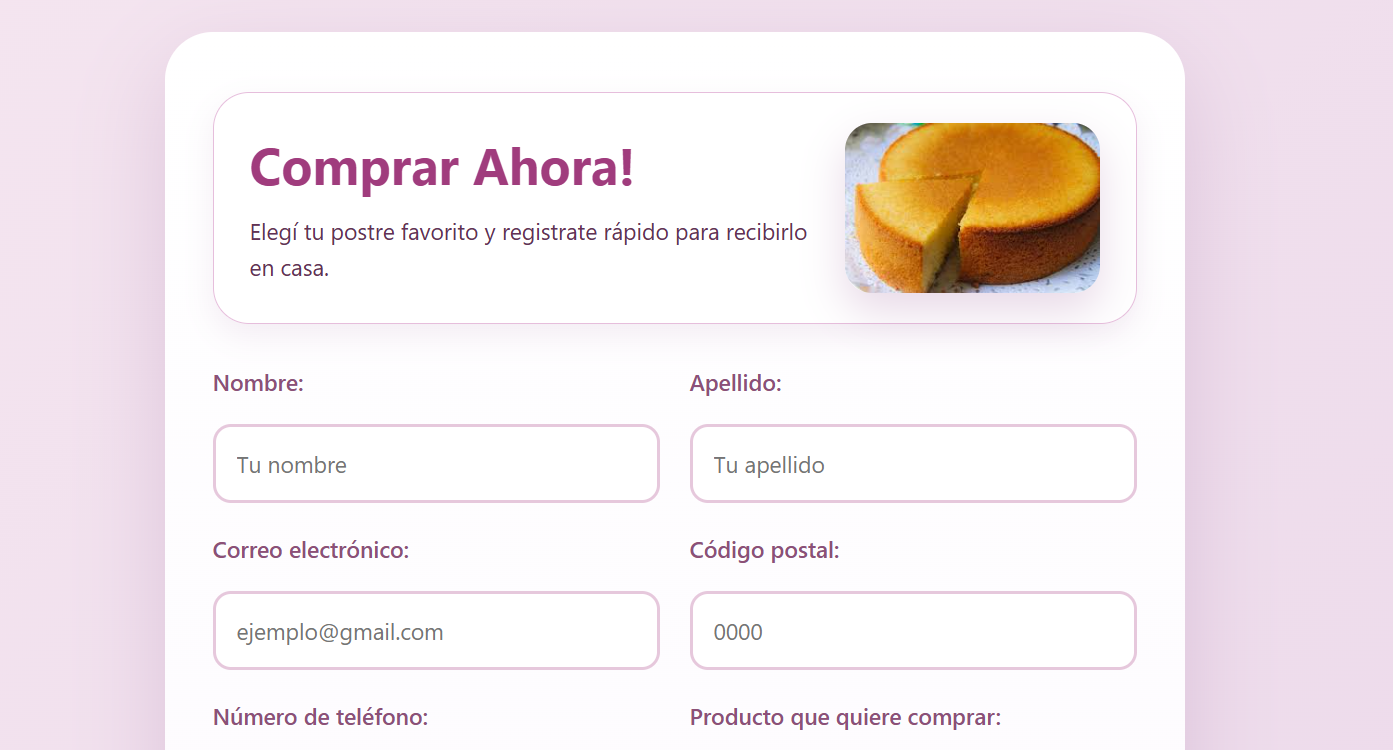 Comprar Ahora!
Elegí tu postre favorito y registrate rápido para recibirlo
en casa.
Nombre:
Apellido:
Tu nombre
Tu apellido
Correo electrónico:
Código postal:
ejemplo@gmail.com
0000
Número de teléfono:
Producto que quiere comprar: